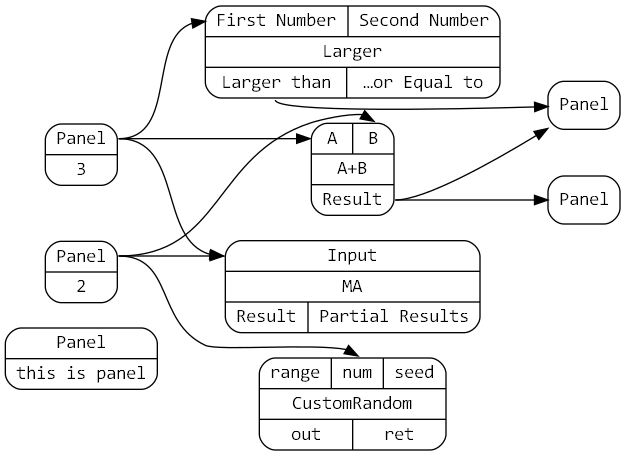 First Number Second Number
Larger
Larger than …or Equal to
Panel
3
A B
A+B
Result
Panel
Panel
Panel
2
Input
MA
Result Partial Results
Panel
this is panel
range num seed
CustomRandom
out ret